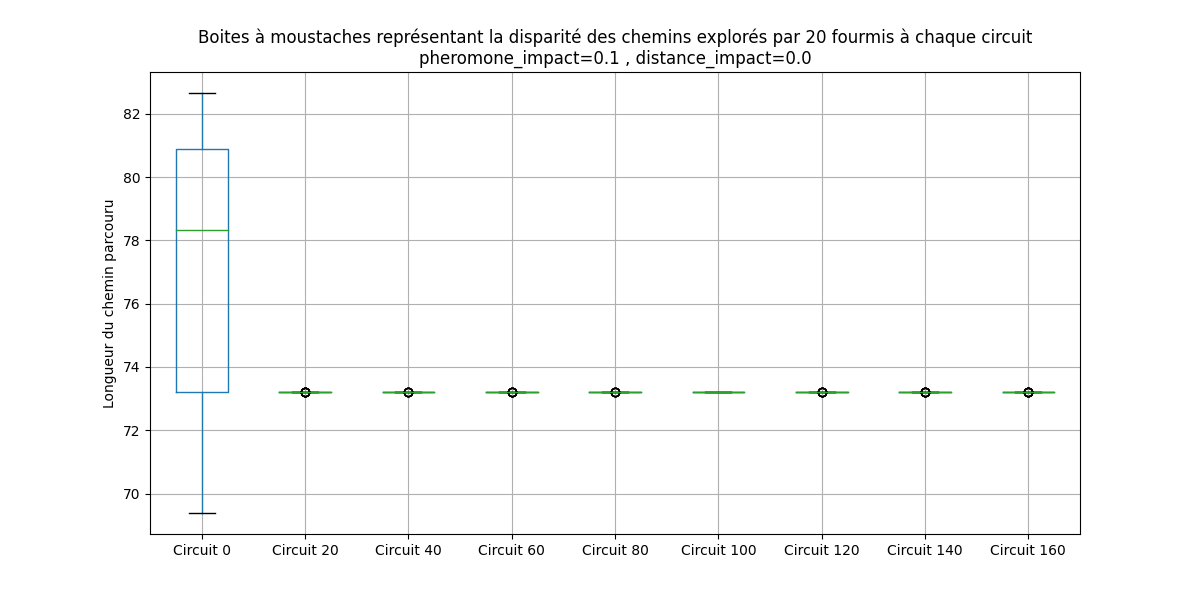 Boites à moustaches représentant la disparité des chemins explorés par 20 fourmis à chaque circuit
pheromone_impact=0.1 , distance_impact=0.0
Longueur du chemin parcouru
82
80
78
76
74
72
70
Circuit 0
Circuit 20
Circuit 40
Circuit 60
Circuit 80
Circuit 100
Circuit 120
Circuit 140
Circuit 160